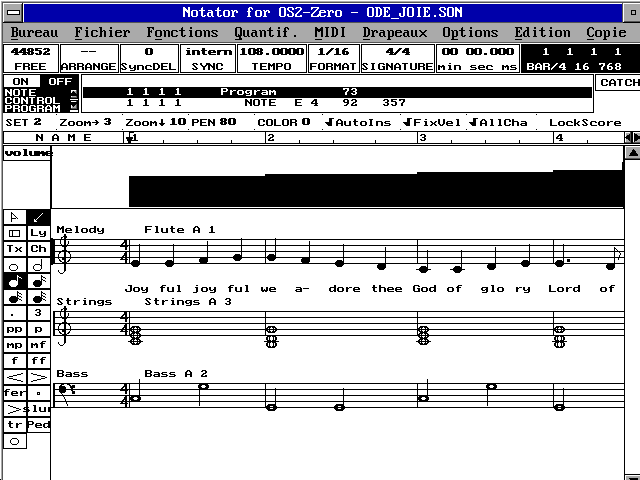 Notator for OS2-Zero - ODE_JOIE.SON
Bureau Fichier Fonctions Quantif. MIDI Drapeaux Options Edition Copie
44852 -- 0 intern 108.0000 1/16 4/4 00 00.000 1 1 1 1
FREE ARRANGE SyncDEL SYNC TEMPO FORMAT SIGNATURE min sec ms BAR/4 16 768
ON OFF CATCH
NOTE 1 1 1 1 Program 73
CONTROL 1 1 1 1 NOTE E 4 92 357
PROGRAM
SET 2 Zoom→ 3 Zoom↓ 10 PEN 80 COLOR 0 √AutoIns √FixVel √AllCha LockScore
N A M E 1 2 3 4
volume
Ly
Melody Flute A 1
Tx Ch
4
4
Joy ful joy ful we a- dore thee God of glo ry Lord of
Strings Strings A 3
. 3
4
4
pp p
mp mf
f ff
< >
Bass Bass A 2
fer
4
4
> slur
tr Ped